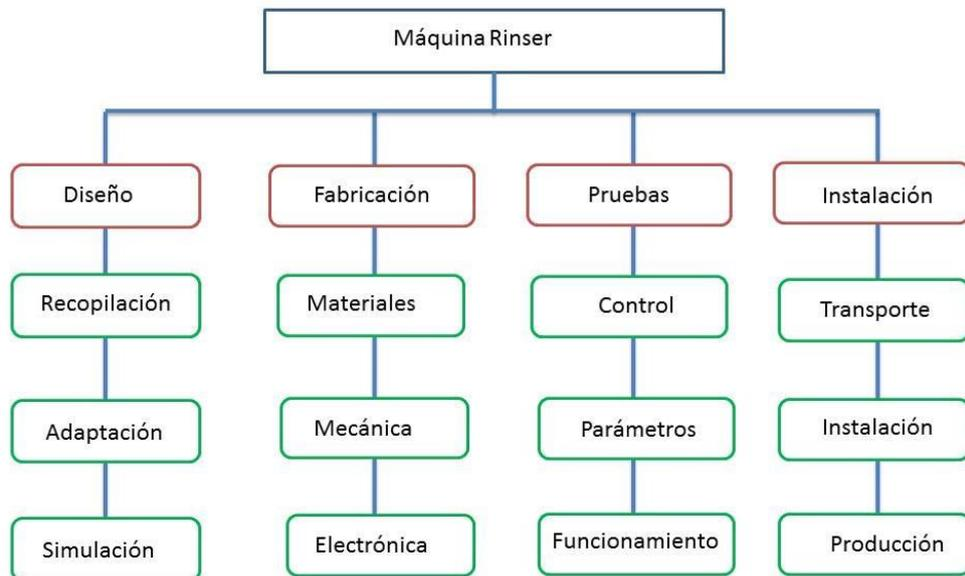 Máquina Rinser
Diseño
Fabricación
Pruebas
Instalación
Recopilación
Materiales
Control
Transporte
Adaptación
Mecánica
Parámetros
Instalación
Simulación
Electrónica
Funcionamiento
Producción